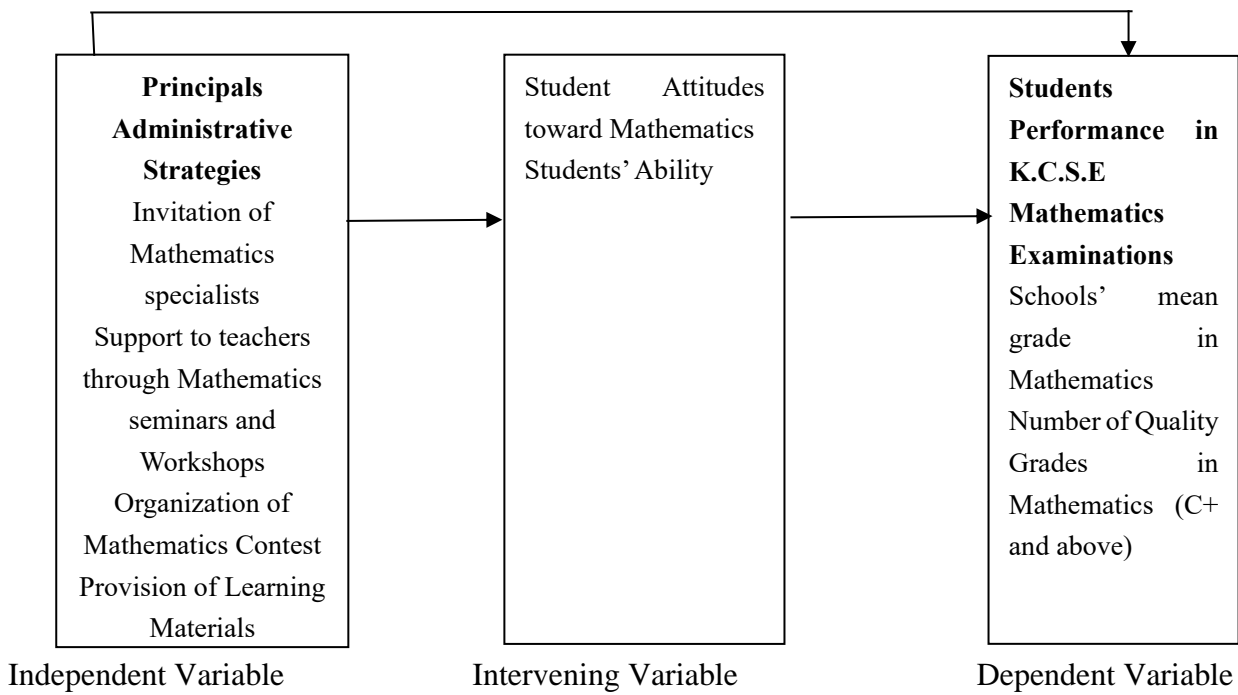 Principals
Administrative
Strategies
Invitation of
Mathematics
specialists
Support to teachers
through Mathematics
seminars and
Workshops
Organization of
Mathematics Contest
Provision of Learning
Materials
Independent Variable
Student Attitudes
toward Mathematics
Students’ Ability
Intervening Variable
Students
Performance in
K.C.S.E
Mathematics
Examinations
Schools’ mean
grade in
Mathematics
Number of Quality
Grades in
Mathematics (C+
and above)
Dependent Variable